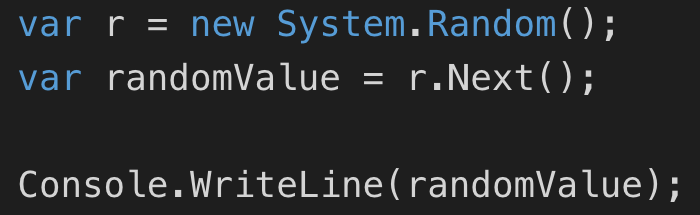 var r = new System.Random();
var randomValue = r.Next();
Console.WriteLine(randomValue);